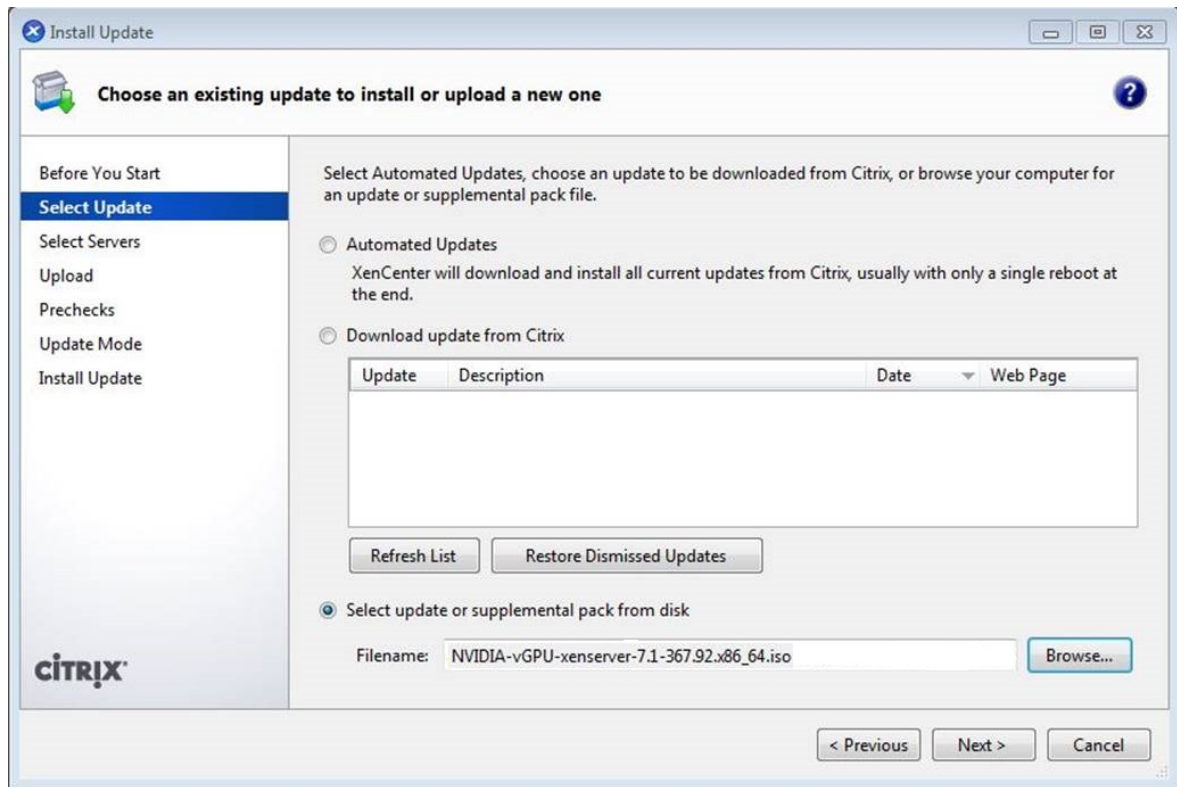 Install Update
Choose an existing update to install or upload a new one
?
Before You Start
Select Update
Select Servers
Upload
Prechecks
Update Mode
Install Update
CİTRIX
Select Automated Updates, choose an update to be downloaded from Citrix, or browse your computer for
an update or supplemental pack file.
Automated Updates
XenCenter will download and install all current updates from Citrix, usually with only a single reboot at
the end.
Download update from Citrix
Update Description Date Web Page
Refresh List Restore Dismissed Updates
Select update or supplemental pack from disk
Filename: NVIDIA-vGPU-xenserver-7.1-367.92.x86_64.iso Browse...
< Previous Next > Cancel